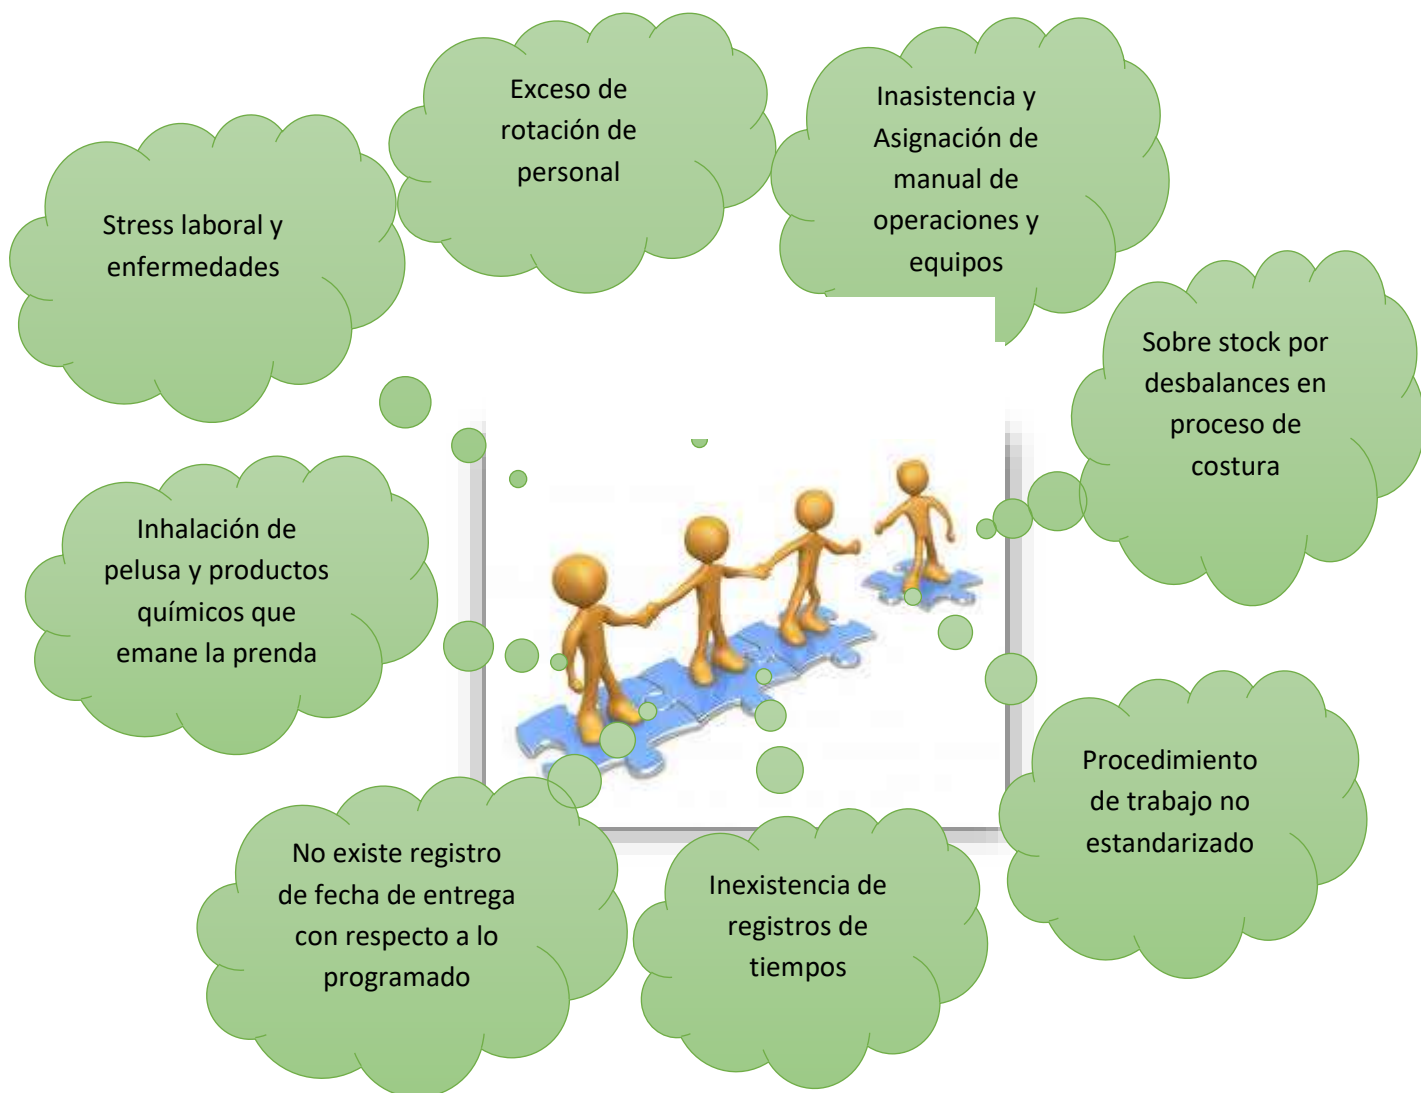 Exceso de
rotación de
personal
Inasistencia y
Asignación de
manual de
operaciones y
equipos
Stress laboral y
enfermedades
Sobre stock por
desbalances en
proceso de
costura
Inhalación de
pelusa y productos
químicos que
emane la prenda
Procedimiento
de trabajo no
estandarizado
No existe registro
de fecha de entrega
con respecto a lo
programado
Inexistencia de
registros de
tiempos